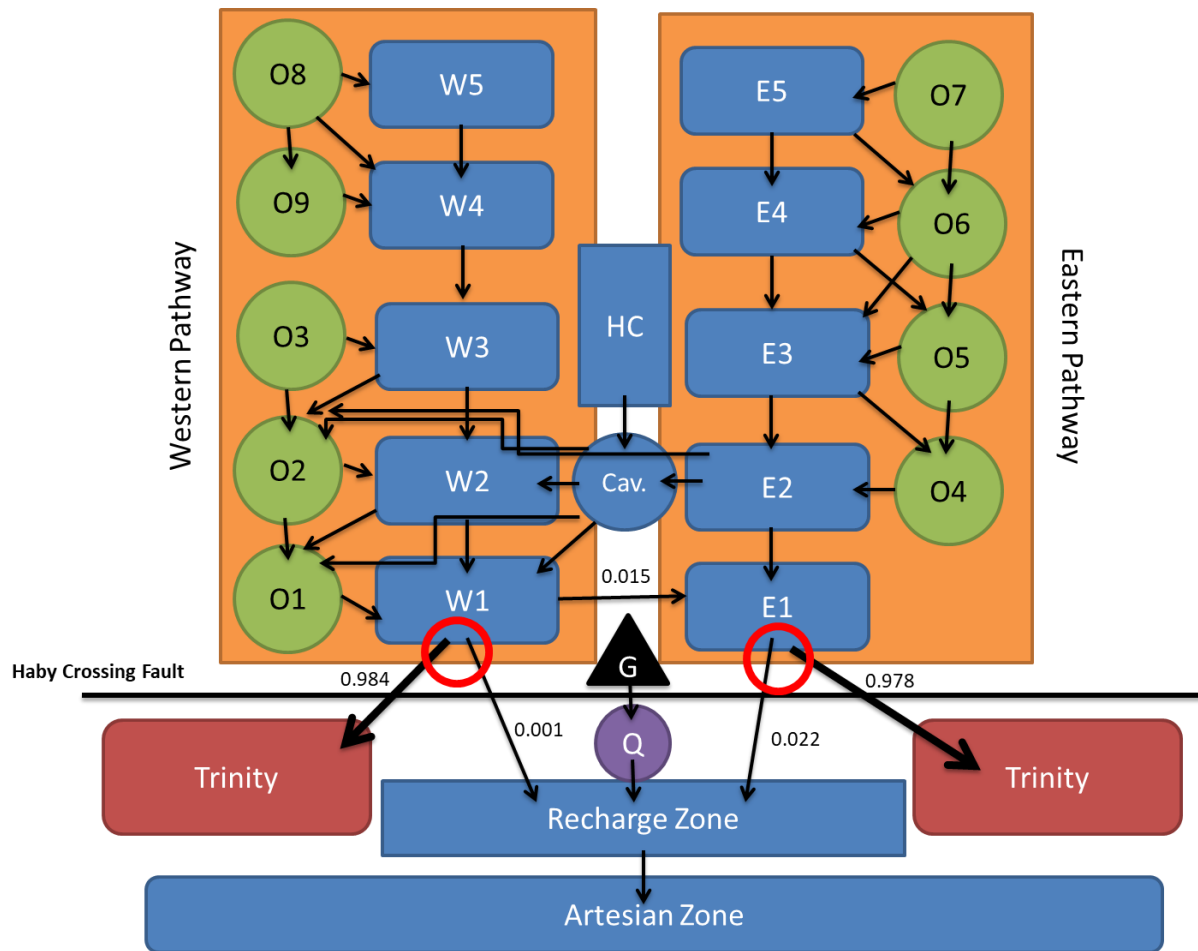 O8
W5
E5
O7
O9
W4
E4
O6
Western Pathway
Eastern Pathway
O3
W3
HC
E3
O5
O2
W2
Cav.
E2
O4
O1
W1
0.015
E1
Haby Crossing Fault
0.984
G
0.978
0.001
Q
0.022
Trinity
Trinity
Recharge Zone
Artesian Zone